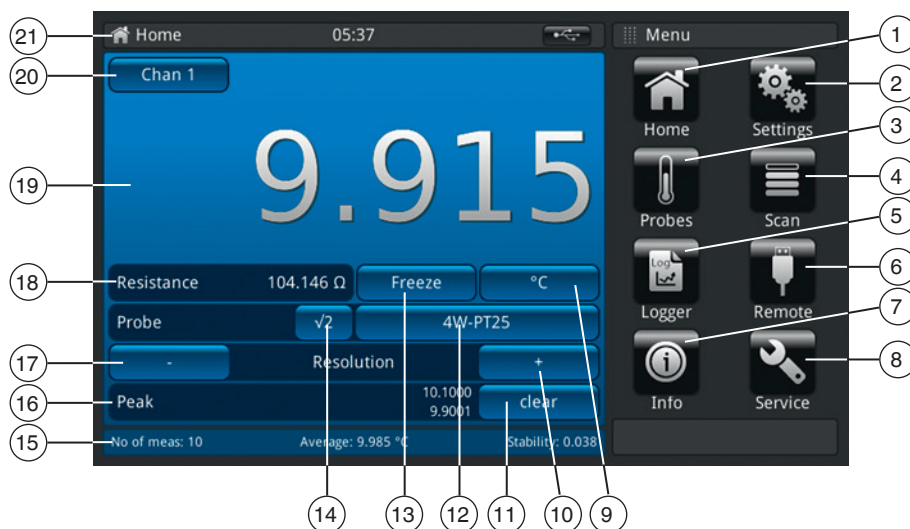 21 Home 05:37 Menu 1
20 Chan 1 2
Home Settings
3
9.915
19 4
Probes Scan
5
18 Resistance 104.146 Ω Freeze °C 6
Logger Remote
Probe √2 4W-PT25 7
17 - Resolution + 8
16 Peak 10.1000 clear Info Service
9.9001
15 No of meas: 10 Average: 9.985 °C Stability: 0.038
14 13 12 11 10 9
Log